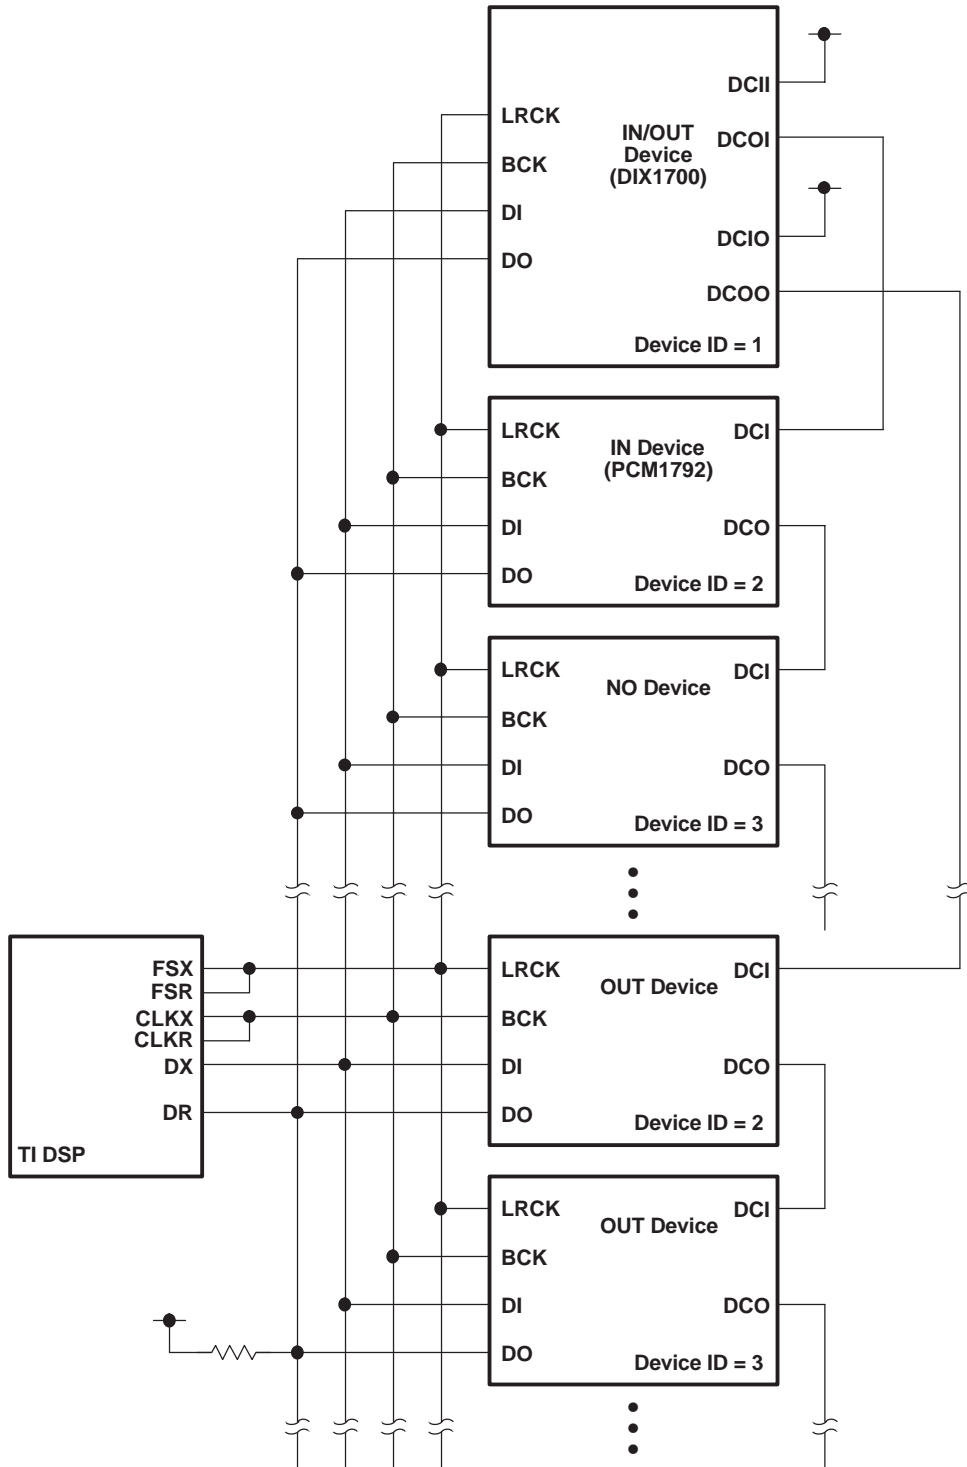 DCII
LRCK
IN/OUT
Device
(DIX1700)
DCOI
BCK
DI
DCIO
DO
DCOO
Device ID = 1
LRCK
DCI
IN Device
(PCM1792)
BCK
DI
DCO
DO
Device ID = 2
LRCK
DCI
NO Device
BCK
DI
DCO
DO
Device ID = 3
FSX
FSR
CLKX
CLKR
DX
DR
TI DSP
LRCK
DCI
OUT Device
BCK
DI
DCO
DO
Device ID = 2
LRCK
DCI
OUT Device
BCK
DI
DCO
DO
Device ID = 3